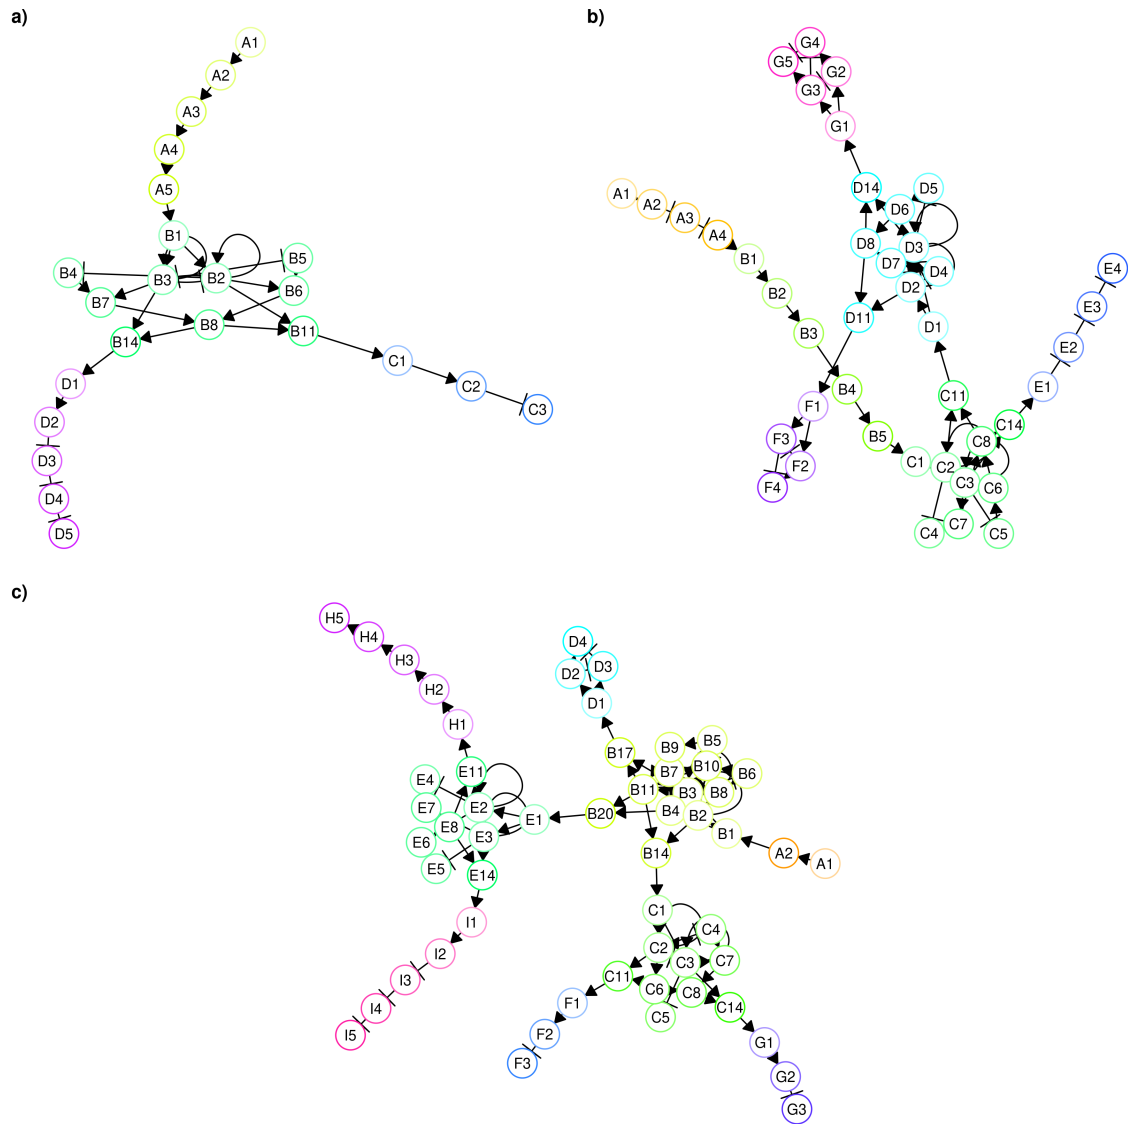 a)
A1
A2
A3
A4
A5
B1
B4
B3
B2
B5
B7
B6
B14
B8
B11
D1
C1
C2
C3
D2
D3
D4
D5
b)
G4
G5
G2
G3
G1
A1
A2
A3
A4
B1
B2
B3
B4
B5
D14
D5
D6
D8
D3
D7
D4
D2
D11
D1
E4
E3
E2
E1
F1
F3
F2
F4
C11
C14
C8
C1
C2
C3
C6
C4
C7
C5
c)
H5
H4
H3
H2
H1
D4
D3
D2
D1
B17
B9
B5
B7
B10
B6
B11
B3
B8
B20
B4
B2
B1
A2
A1
B14
E11
E4
E7
E2
E1
E8
E3
E6
E5
E14
I1
I2
I3
I4
I5
C1
C4
C2
C3
C7
C11
C6
C8
C5
C14
F1
F2
F3
G1
G2
G3